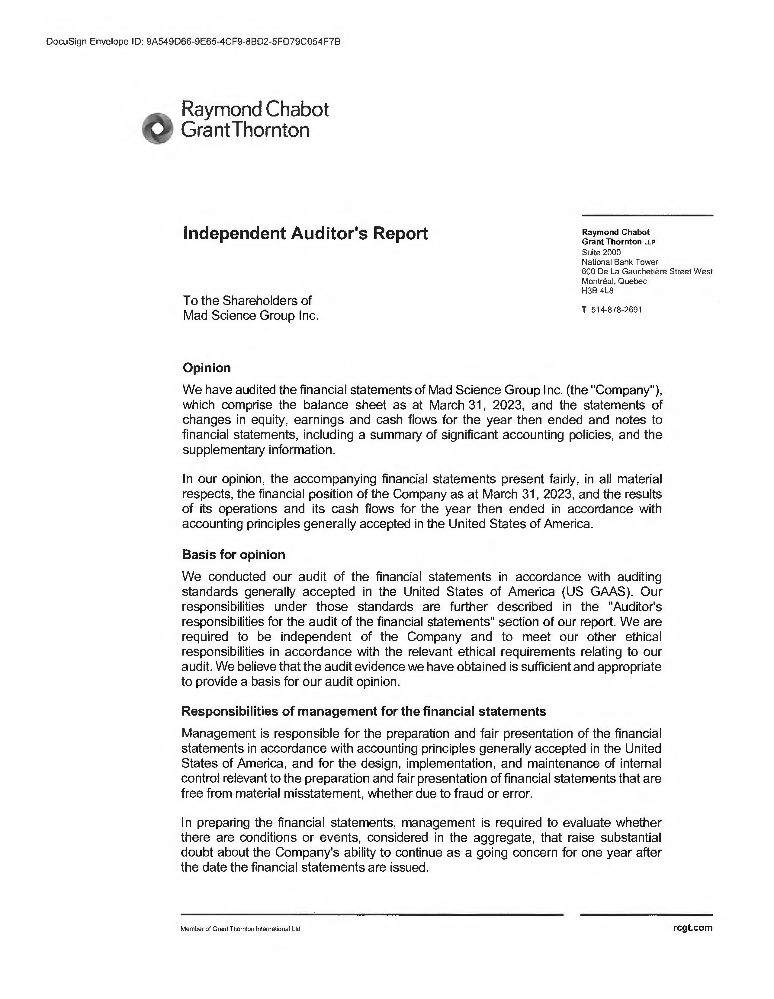 DocuSign Envelope ID: 9A549D66-9E65-4CF9-8BD2-5FD79C054F7B
Raymond Chabot
Grant Thornton
Independent Auditor's Report
Raymond Chabot
Grant Thornton LLP
Suite 2000
National Bank Tower
600 De La Gauchetière Street West
Montréal, Quebec
H3B 4L8
T 514-878-2691
To the Shareholders of
Mad Science Group Inc.
Opinion
We have audited the financial statements of Mad Science Group Inc. (the "Company"),
which comprise the balance sheet as at March 31, 2023, and the statements of
changes in equity, earnings and cash flows for the year then ended and notes to
financial statements, including a summary of significant accounting policies, and the
supplementary information.
In our opinion, the accompanying financial statements present fairly, in all material
respects, the financial position of the Company as at March 31, 2023, and the results
of its operations and its cash flows for the year then ended in accordance with
accounting principles generally accepted in the United States of America.
Basis for opinion
We conducted our audit of the financial statements in accordance with auditing
standards generally accepted in the United States of America (US GAAS). Our
responsibilities under those standards are further described in the "Auditor's
responsibilities for the audit of the financial statements" section of our report. We are
required to be independent of the Company and to meet our other ethical
responsibilities in accordance with the relevant ethical requirements relating to our
audit. We believe that the audit evidence we have obtained is sufficient and appropriate
to provide a basis for our audit opinion.
Responsibilities of management for the financial statements
Management is responsible for the preparation and fair presentation of the financial
statements in accordance with accounting principles generally accepted in the United
States of America, and for the design, implementation, and maintenance of internal
control relevant to the preparation and fair presentation of financial statements that are
free from material misstatement, whether due to fraud or error.
In preparing the financial statements, management is required to evaluate whether
there are conditions or events, considered in the aggregate, that raise substantial
doubt about the Company's ability to continue as a going concern for one year after
the date the financial statements are issued.
Member of Grant Thornton International Ltd
rcgt.com